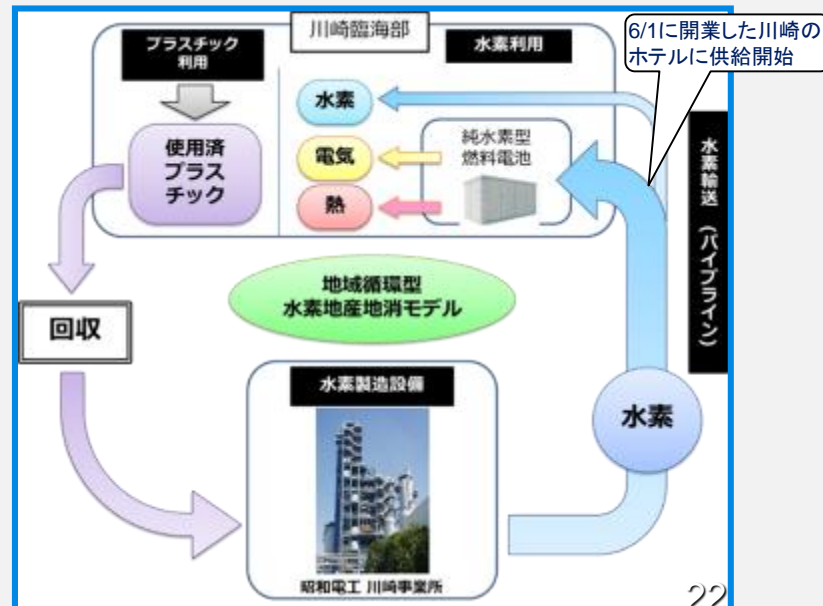 川崎臨海部
プラスチック
利用
水素利用
6/1に開業した川崎の
ホテルに供給開始
水素
電気
熱
純水素型
燃料電池
使用済
プラス
チック
水素輸送(パイプライン)
地域循環型
水素地産地消モデル
回収
水素製造設備
水素
昭和電工 川崎事業所
22